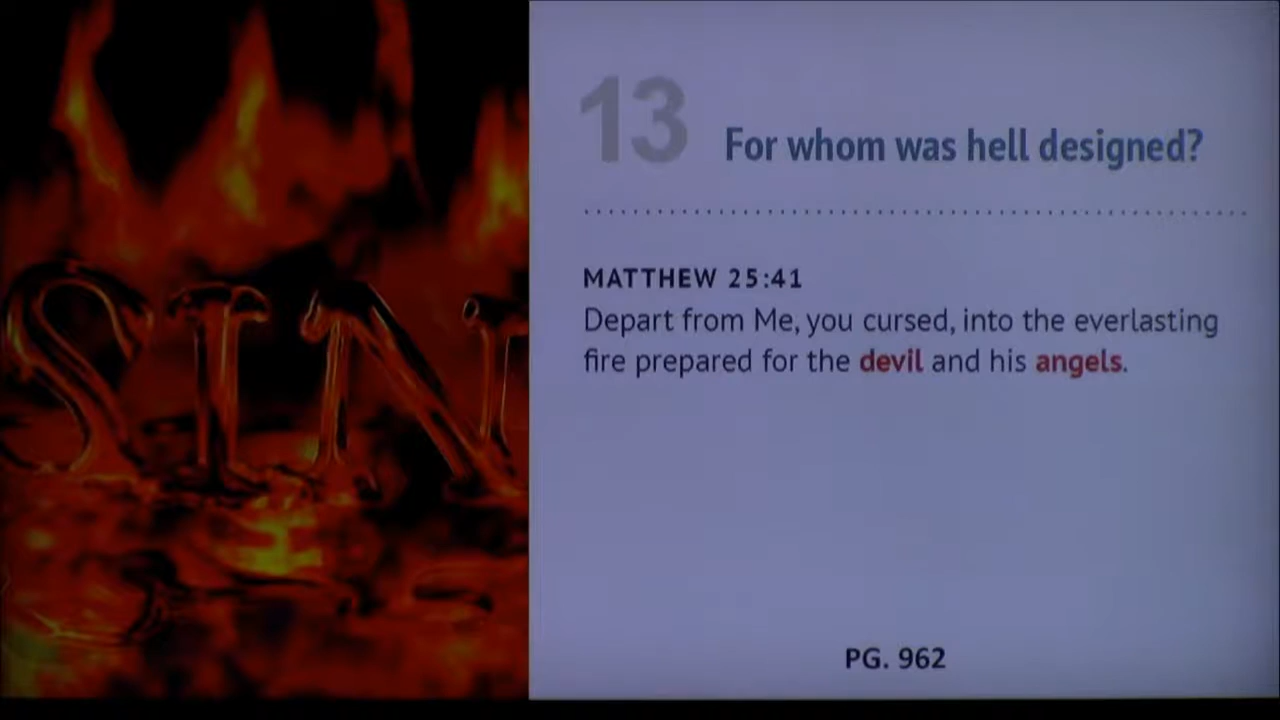 SIN
13 For whom was hell designed?
MATTHEW 25:41
Depart from Me, you cursed, into the everlasting
fire prepared for the devil and his angels.
PG. 962